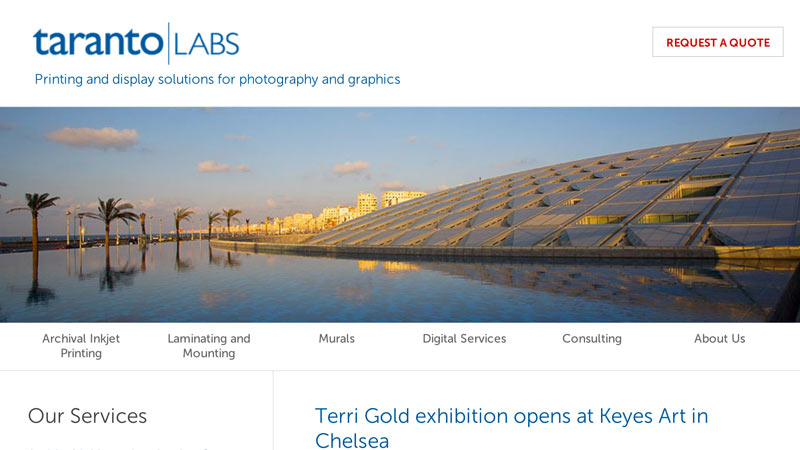 taranto LABS
REQUEST A QUOTE
Printing and display solutions for photography and graphics
Archival Inkjet
Printing
Laminating and
Mounting
Murals
Digital Services
Consulting
About Us
Our Services
Terri Gold exhibition opens at Keyes Art in
Chelsea